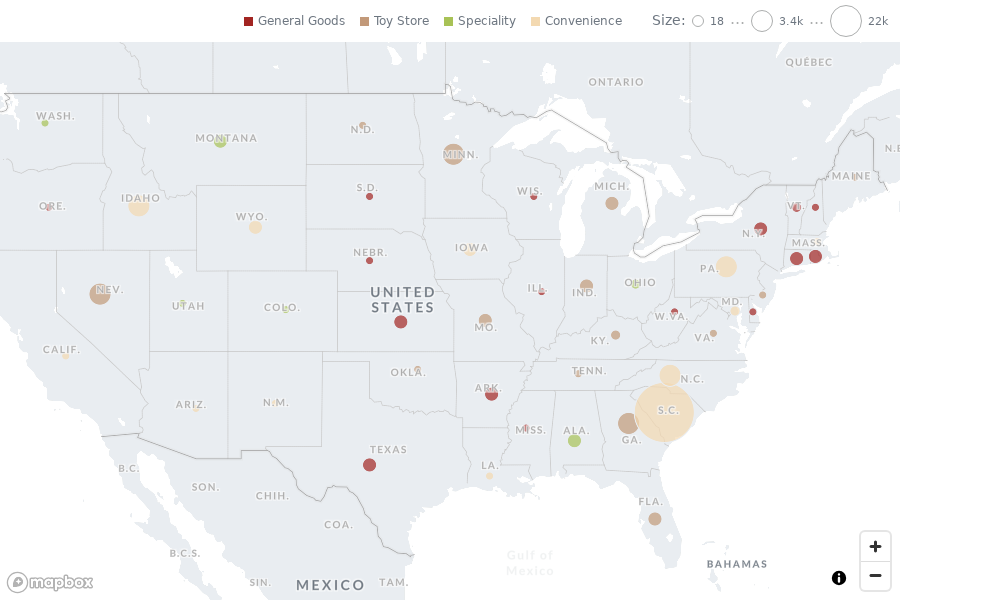 General Goods
Toy Store
Speciality
Convenience
Size:
18
...
3.4k
...
22k
QUÉBEC
ONTARIO
WASH.
MONTANA
N.D.
MINN.
MAINE
ORE.
IDAHO
WYO.
S.D.
WIS.
MICH.
VT.
N.Y.
MASS.
NEBR.
IOWA
PA.
NEV.
UTAH
COLO.
UNITED
STATES
ILL.
IND.
OHIO
MD.
W.VA.
MO.
KY.
VA.
CALIF.
OKLA.
TENN.
N.C.
ARIZ.
N.M.
ARK.
S.C.
MISS.
ALA.
GA.
TEXAS
LA.
B.C.
SON.
CHIH.
FLA.
COA.
B.C.S.
Gulf of
Mexico
BAHAMAS
SIN.
MEXICO
TAM.
mapbox
+
−
i